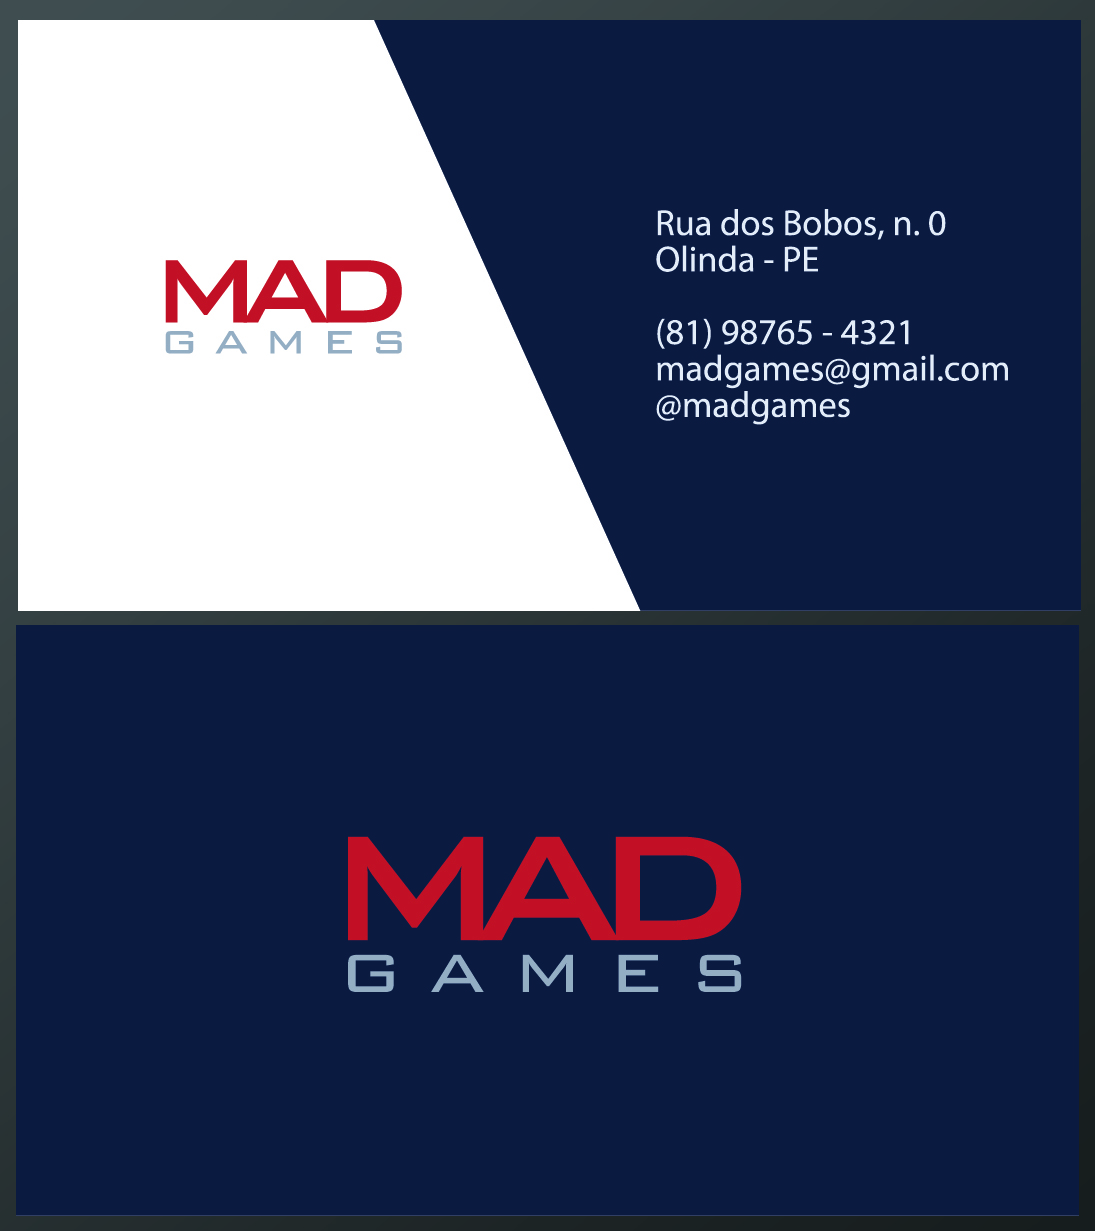 MAD
GAMES
Rua dos Bobos, n. 0
Olinda - PE
(81) 98765 - 4321
madgames@gmail.com
@madgames
MAD
GAMES